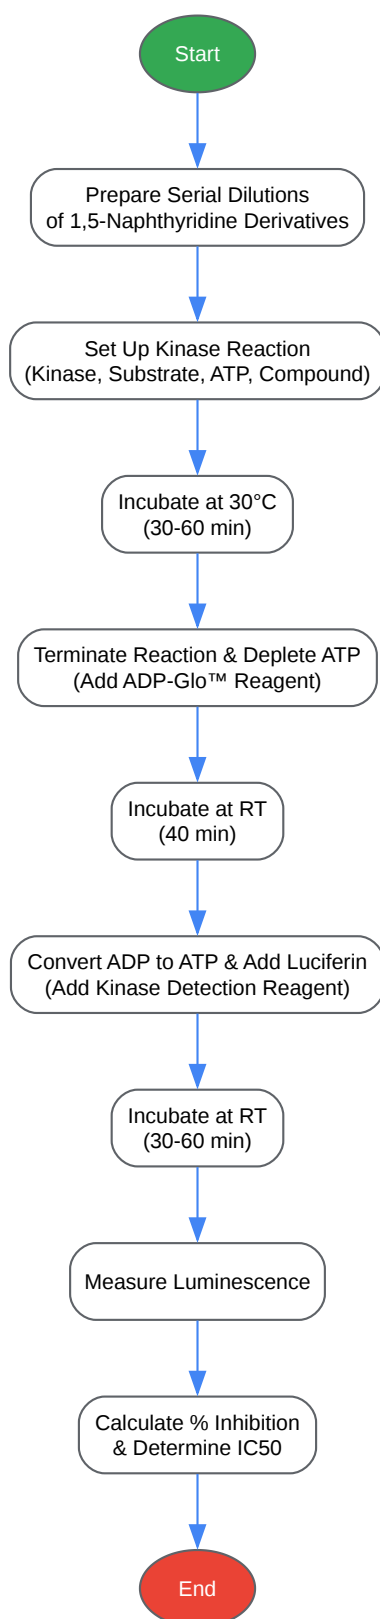 Start
Prepare Serial Dilutions
of 1,5-Naphthyridine Derivatives
Set Up Kinase Reaction
(Kinase, Substrate, ATP, Compound)
Incubate at 30°C
(30-60 min)
Terminate Reaction & Deplete ATP
(Add ADP-Glo™ Reagent)
Incubate at RT
(40 min)
Convert ADP to ATP & Add Luciferin
(Add Kinase Detection Reagent)
Incubate at RT
(30-60 min)
Measure Luminescence
Calculate % Inhibition
& Determine IC50
End